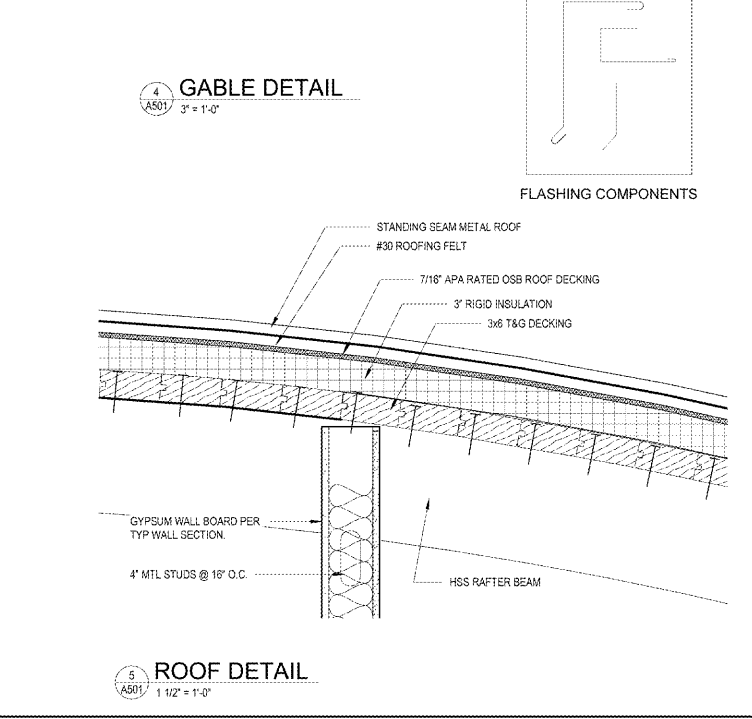 4
A501
GABLE DETAIL
3" = 1'-0"
FLASHING COMPONENTS
STANDING SEAM METAL ROOF
#30 ROOFING FELT
7/16" APA RATED OSB ROOF DECKING
3" RIGID INSULATION
3x6 T&G DECKING
GYPSUM WALL BOARD PER
TYP WALL SECTION.
4" MTL STUDS @ 16" O.C.
HSS RAFTER BEAM
5
A501
ROOF DETAIL
1 1/2" = 1'-0"